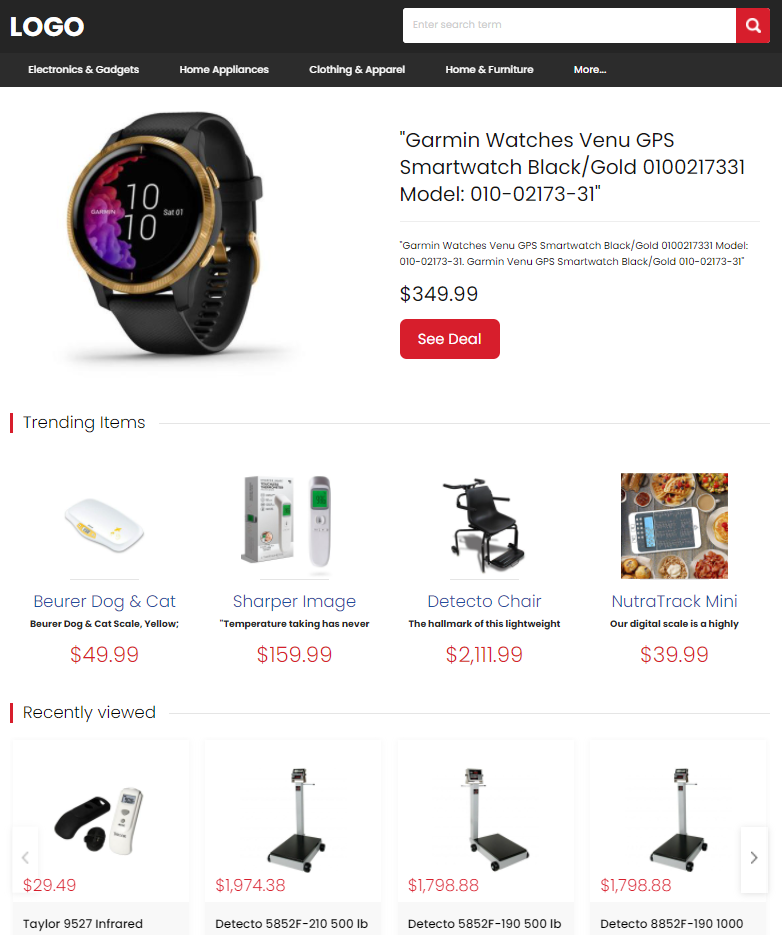 LOGO
Enter search term
Electronics & Gadgets Home Appliances Clothing & Apparel Home & Furniture More...
GARMIN
10
10
Sat 01
"Garmin Watches Venu GPS
Smartwatch Black/Gold 0100217331
Model: 010-02173-31"
"Garmin Watches Venu GPS Smartwatch Black/Gold 0100217331 Model:
010-02173-31. Garmin Venu GPS Smartwatch Black/Gold 010-02173-31"
$349.99
See Deal
Trending Items
Beurer Dog & Cat Sharper Image Detecto Chair NutraTrack Mini
Beurer Dog & Cat Scale, Yellow; "Temperature taking has never The hallmark of this lightweight Our digital scale is a highly
$49.99 $159.99 $2,111.99 $39.99
Recently viewed
$29.49 $1,974.38 $1,798.88 $1,798.88
Taylor 9527 Infrared Detecto 5852F-210 500 lb Detecto 5852F-190 500 lb Detecto 8852F-190 1000